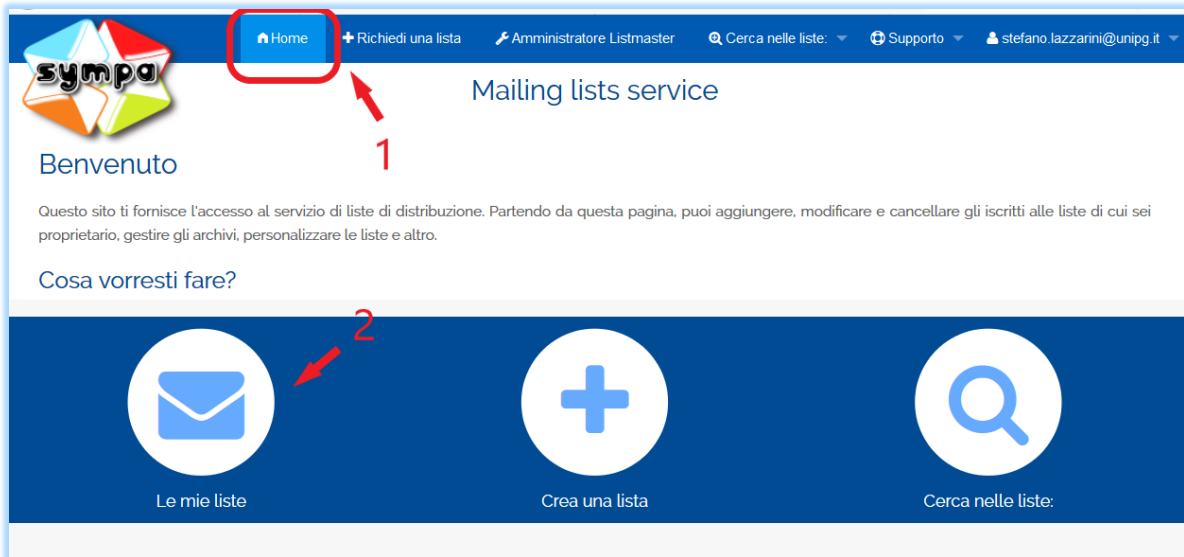 Home
Richiedi una lista
Amministratore Listmaster
Cerca nelle liste:
Supporto
stefano.lazzarini@unipg.it
sympa
Mailing lists service
1
Benvenuto
Questo sito ti fornisce l'accesso al servizio di liste di distribuzione. Partendo da questa pagina, puoi aggiungere, modificare e cancellare gli iscritti alle liste di cui sei
proprietario, gestire gli archivi, personalizzare le liste e altro.
Cosa vorresti fare?
2
Le mie liste
Crea una lista
Cerca nelle liste: